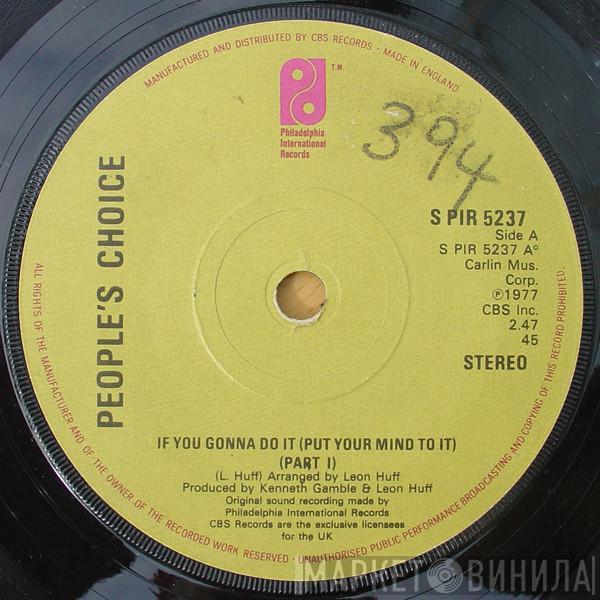 MANUFACTURED AND DISTRIBUTED BY CBS RECORDS · MADE IN ENGLAND
T.M.
Philadelphia
International
Records
394
PEOPLE'S CHOICE
S PIR 5237
Side A
S PIR 5237 A°
Carlin Mus.
Corp.
℗1977
CBS Inc.
2.47
45
STEREO
IF YOU GONNA DO IT (PUT YOUR MIND TO IT)
(PART I)
(L. Huff) Arranged by Leon Huff
Produced by Kenneth Gamble & Leon Huff
Original sound recording made by
Philadelphia International Records
CBS Records are the exclusive licensees
for the UK
ALL RIGHTS OF THE MANUFACTURER AND OF THE OWNER OF THE RECORDED WORK RESERVED · UNAUTHORISED PUBLIC PERFORMANCE BROADCASTING AND COPYING OF THIS RECORD PROHIBITED.
МАРКЕТ ВИНИЛА